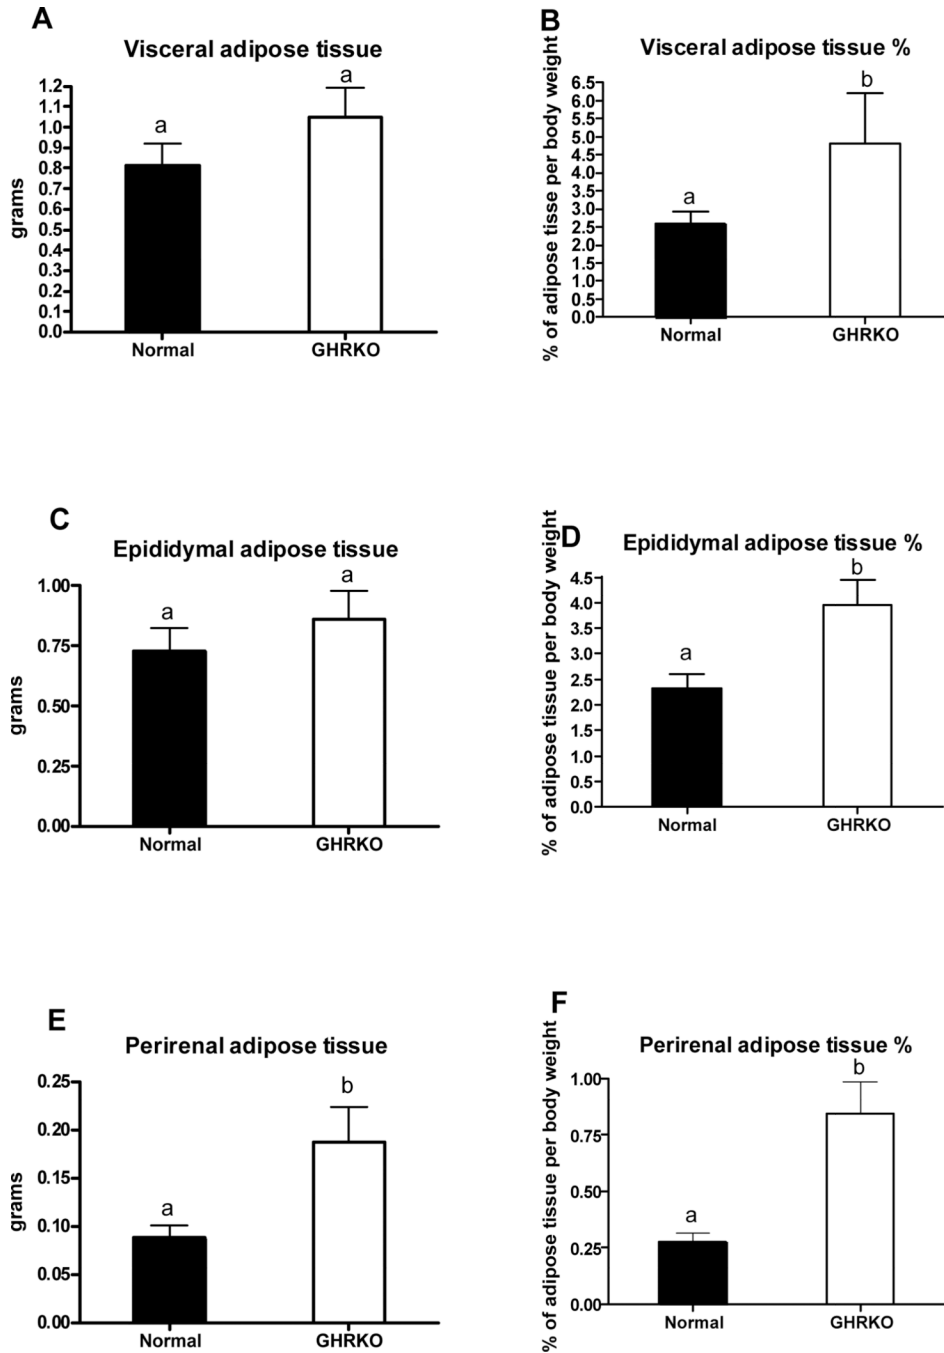 A
Visceral adipose tissue
a
a
1.2
1.1
1.0
0.9
0.8
0.7
0.6
0.5
0.4
0.3
0.2
0.1
0.0
grams
Normal
GHRKO
B
Visceral adipose tissue %
b
a
6.5
6.0
5.5
5.0
4.5
4.0
3.5
3.0
2.5
2.0
1.5
1.0
0.5
0.0
% of adipose tisse per body weight
Normal
GHRKO
C
Epididymal adipose tissue
a
a
1.00
0.75
0.50
0.25
0.00
grams
Normal
GHRKO
D
Epididymal adipose tissue %
b
a
4.5
4.0
3.5
3.0
2.5
2.0
1.5
1.0
0.5
0.0
% of adipose tissue per body weight
Normal
GHRKO
E
Perirenal adipose tissue
b
a
0.25
0.20
0.15
0.10
0.05
0.00
grams
Normal
GHRKO
F
Perirenal adipose tissue %
b
a
1.00
0.75
0.50
0.25
0.00
% of adipose tissue per body weight
Normal
GHRKO